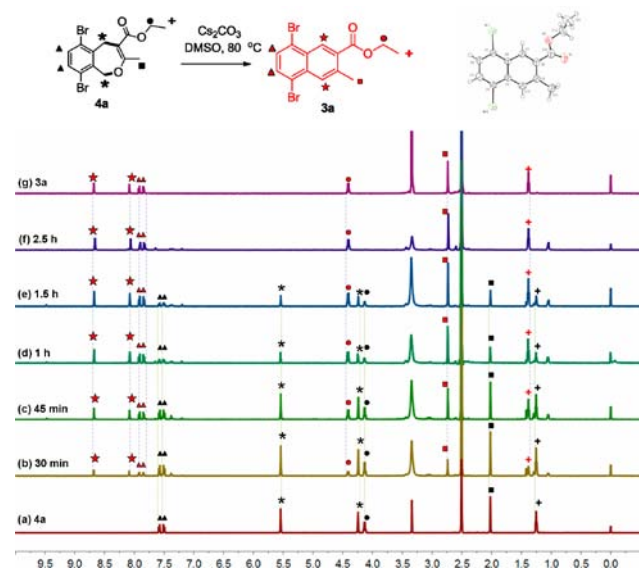 Br
O
O
O
Br
4a
Cs2CO3
DMSO, 80 °C
Br
O
O
Br
3a
(g) 3a
(f) 2.5 h
(e) 1.5 h
(d) 1 h
(c) 45 min
(b) 30 min
(a) 4a
9.5 9.0 8.5 8.0 7.5 7.0 6.5 6.0 5.5 5.0 4.5 4.0 3.5 3.0 2.5 2.0 1.5 1.0 0.5 0.0